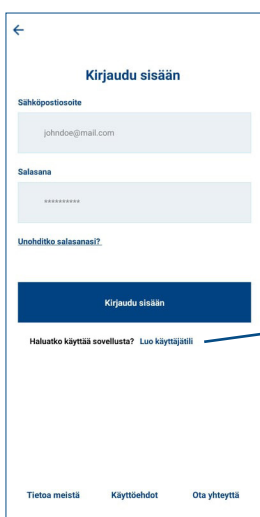 Kirjaudu sisään
Sähköpostiosoite
johndoe@mail.com
Salasana
**********
Unohditko salasanasi?
Kirjaudu sisään
Haluatko käyttää sovellusta? Luo käyttäjätili
Tietoa meistä Käyttöehdot Ota yhteyttä